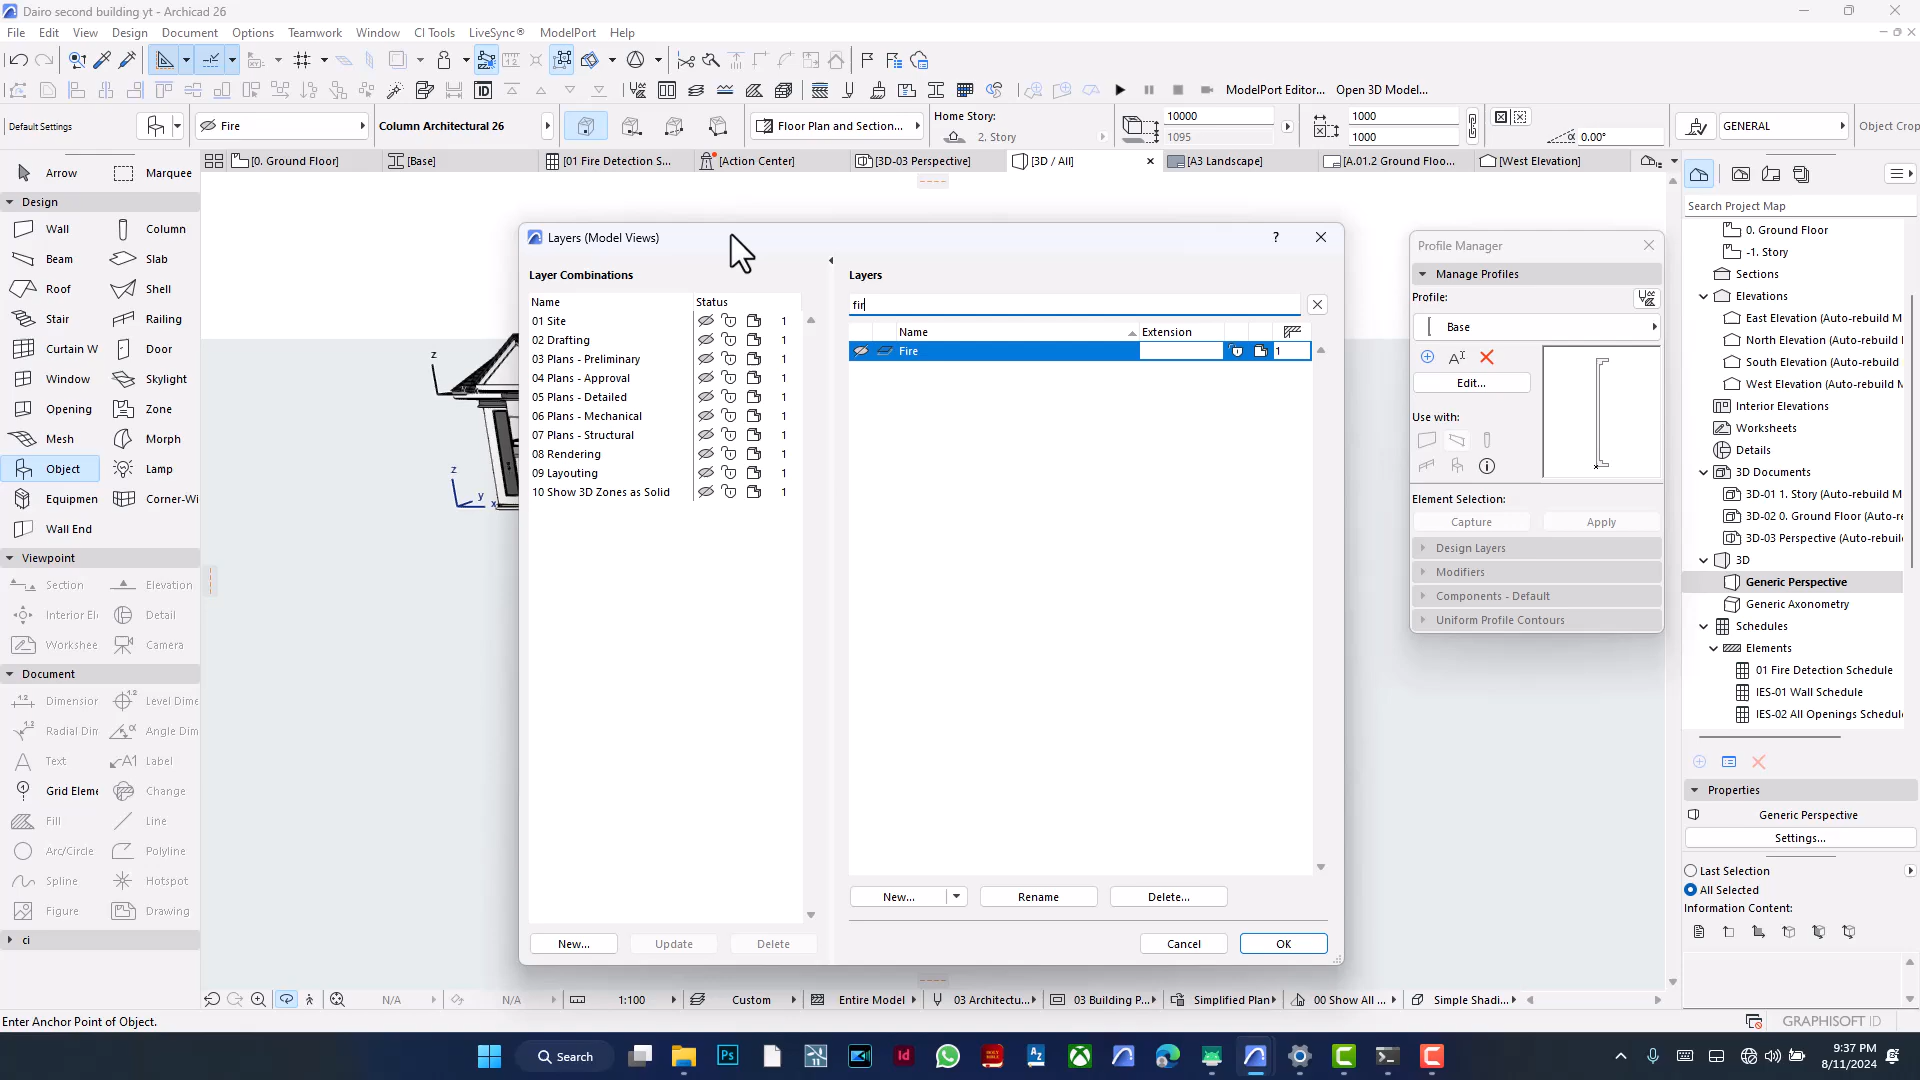 Dairo second building yt - Archicad 26
File Edit View Design Document Options Teamwork Window CI Tools LiveSync® ModelPort Help
ModelPort Editor... Open 3D Model...
Default Settings
Fire
Column Architectural 26
Floor Plan and Section...
Home Story:
2. Story
10000
1095
1000
1000
0.00°
GENERAL
Object Crop
[0. Ground Floor] [Base] [01 Fire Detection S... [Action Center] [3D-03 Perspective] [3D / All] [A3 Landscape] [A.01.2 Ground Floo... [West Elevation]
Arrow Marquee
Design
Wall Column
Beam Slab
Roof Shell
Stair Railing
Curtain W Door
Window Skylight
Opening Zone
Mesh Morph
Object Lamp
Equipmen Corner-Wi
Wall End
Viewpoint
Section Elevation
Interior El Detail
Workshee Camera
Document
Dimension Level Dime
Radial Dim Angle Dim
Text Label
Grid Eleme Change
Fill Line
Arc/Circle Polyline
Spline Hotspot
Figure Drawing
ci
z
z
y
x
Layers (Model Views)
?
Layer Combinations
Name Status
01 Site 1
02 Drafting 1
03 Plans - Preliminary 1
04 Plans - Approval 1
05 Plans - Detailed 1
06 Plans - Mechanical 1
07 Plans - Structural 1
08 Rendering 1
09 Layouting 1
10 Show 3D Zones as Solid 1
New... Update Delete
Layers
fir
Name Extension
Fire 1
New... Rename Delete...
Cancel OK
Profile Manager
Manage Profiles
Profile:
Base
Edit...
Use with:
Element Selection:
Capture Apply
Design Layers
Modifiers
Components - Default
Uniform Profile Contours
Search Project Map
0. Ground Floor
-1. Story
Sections
Elevations
East Elevation (Auto-rebuild M
North Elevation (Auto-rebuild
South Elevation (Auto-rebuild
West Elevation (Auto-rebuild M
Interior Elevations
Worksheets
Details
3D Documents
3D-01 1. Story (Auto-rebuild M
3D-02 0. Ground Floor (Auto-re
3D-03 Perspective (Auto-rebuil
3D
Generic Perspective
Generic Axonometry
Schedules
Elements
01 Fire Detection Schedule
IES-01 Wall Schedule
IES-02 All Openings Schedul
Properties
Generic Perspective
Settings...
Last Selection
All Selected
Information Content:
N/A N/A 1:100 Custom Entire Model 03 Architectu... 03 Building P... Simplified Plan 00 Show All ... Simple Shadi...
Enter Anchor Point of Object.
GRAPHISOFT ID
Search
9:37 PM
8/11/2024